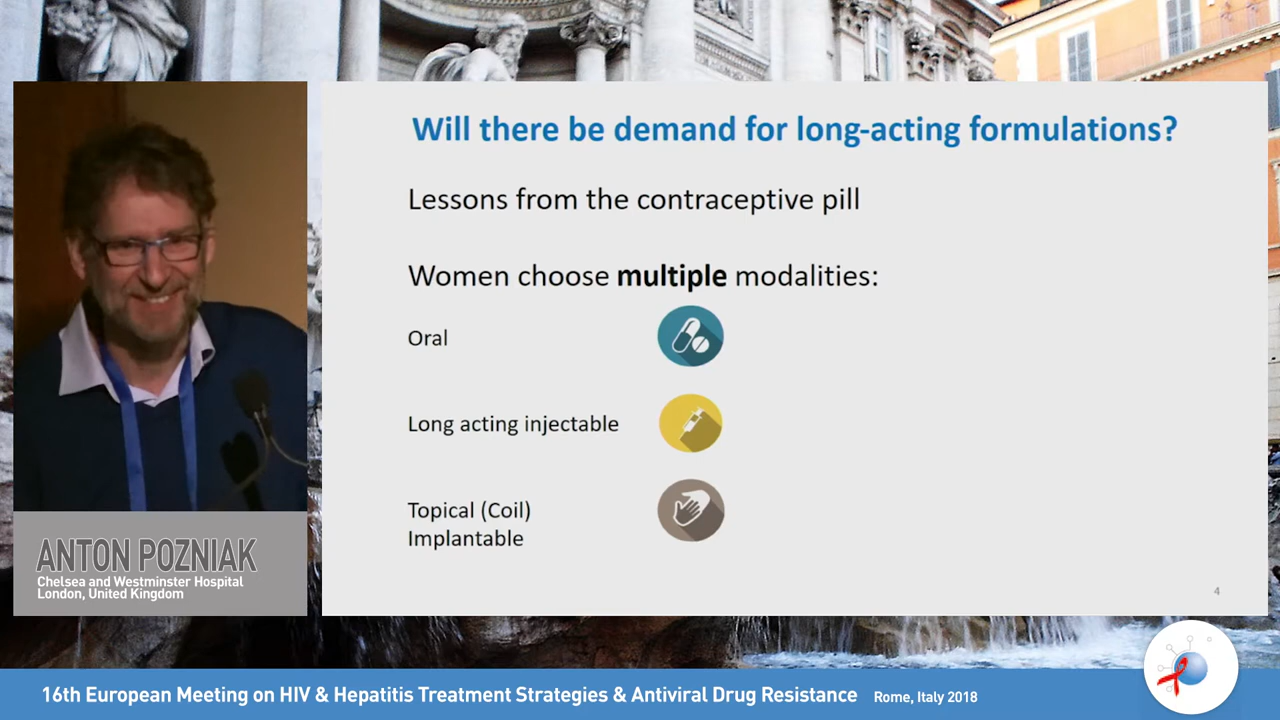 Will there be demand for long-acting formulations?
Lessons from the contraceptive pill
Women choose multiple modalities:
Oral
Long acting injectable
Topical (Coil)
Implantable
4
ANTON POZNIAK
Chelsea and Westminster Hospital
London, United Kingdom
16th European Meeting on HIV & Hepatitis Treatment Strategies & Antiviral Drug Resistance Rome, Italy 2018